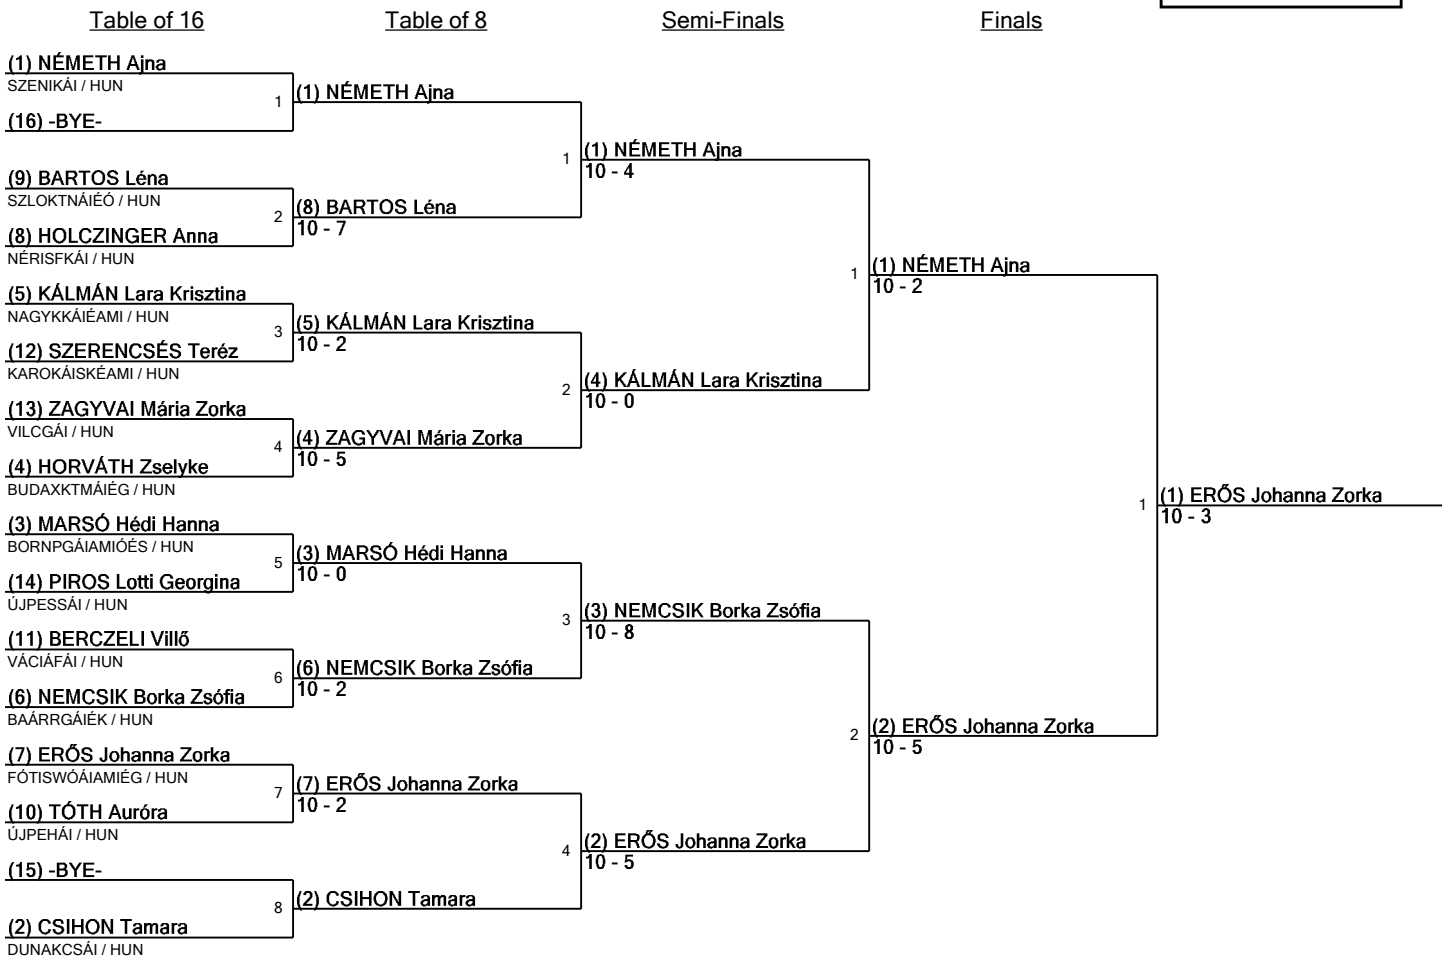 Table of 16
Table of 8
Semi-Finals
Finals
(1) NÉMETH Ajna
SZENIKÁI / HUN
(16) -BYE-
(9) BARTOS Léna
SZLOKTNÁIÉÓ / HUN
(8) HOLCZINGER Anna
NÉRISFKÁI / HUN
(5) KÁLMÁN Lara Krisztina
NAGYKKÁIÉAMI / HUN
(12) SZERENCSÉS Teréz
KAROKÁISKÉAMI / HUN
(13) ZAGYVAI Mária Zorka
VILCGÁI / HUN
(4) HORVÁTH Zselyke
BUDAXKTMÁIÉG / HUN
(3) MARSÓ Hédi Hanna
BORNPGÁIAMIÓÉS / HUN
(14) PIROS Lotti Georgina
ÚJPESSÁI / HUN
(11) BERCZELI Villő
VÁCIÁFÁI / HUN
(6) NEMCSIK Borka Zsófia
BAÁRRGÁIÉK / HUN
(7) ERŐS Johanna Zorka
FÓTISWÓÁIAMIÉG / HUN
(10) TÓTH Auróra
ÚJPEHÁI / HUN
(15) -BYE-
(2) CSIHON Tamara
DUNAKCSÁI / HUN
1
(1) NÉMETH Ajna
2
(8) BARTOS Léna
10 - 7
3
(5) KÁLMÁN Lara Krisztina
10 - 2
4
(4) ZAGYVAI Mária Zorka
10 - 5
5
(3) MARSÓ Hédi Hanna
10 - 0
6
(6) NEMCSIK Borka Zsófia
10 - 2
7
(7) ERŐS Johanna Zorka
10 - 2
8
(2) CSIHON Tamara
1
(1) NÉMETH Ajna
10 - 4
2
(4) KÁLMÁN Lara Krisztina
10 - 0
3
(3) NEMCSIK Borka Zsófia
10 - 8
4
(2) ERŐS Johanna Zorka
10 - 5
1
(1) NÉMETH Ajna
10 - 2
2
(2) ERŐS Johanna Zorka
10 - 5
1
(1) ERŐS Johanna Zorka
10 - 3